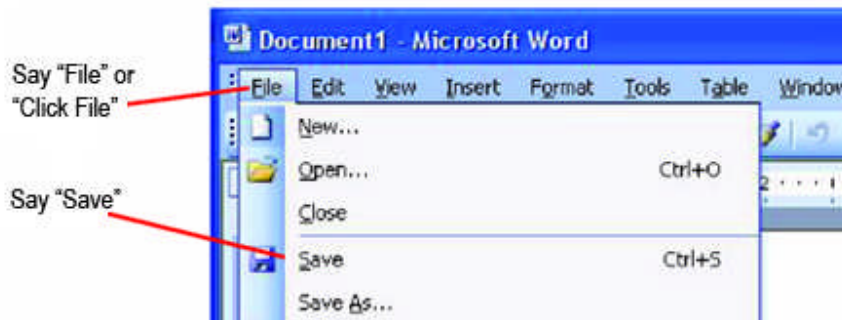 Document1 - Microsoft Word
Say "File" or
"Click File"
File Edit View Insert Format Tools Table Window
New...
Open... Ctrl+O
2
Close
Say "Save"
Save Ctrl+S
Save As...